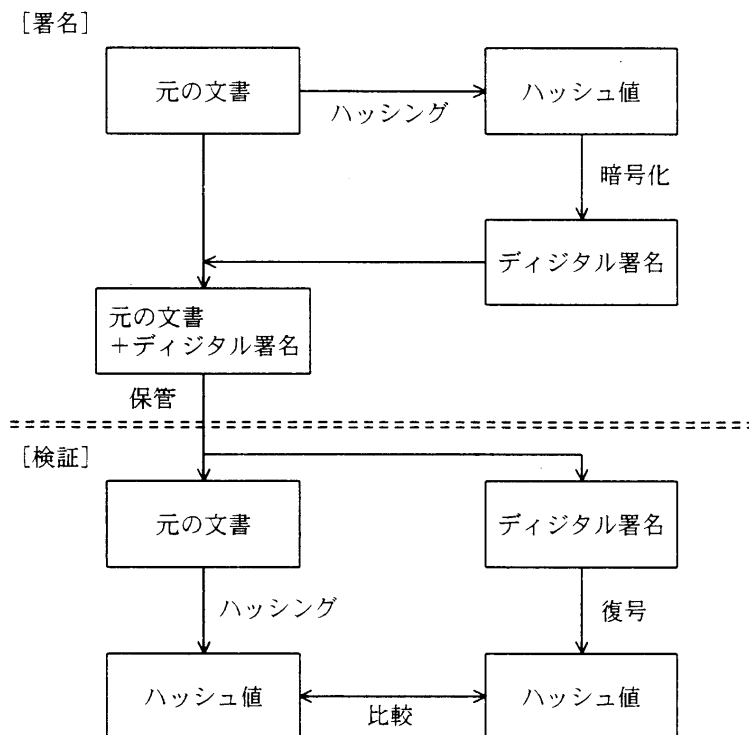 [署名]
元の文書
ハッシング
ハッシュ値
暗号化
ディジタル署名
元の文書
+ディジタル署名
保管
[検証]
元の文書
ディジタル署名
ハッシング
復号
ハッシュ値
比較
ハッシュ値